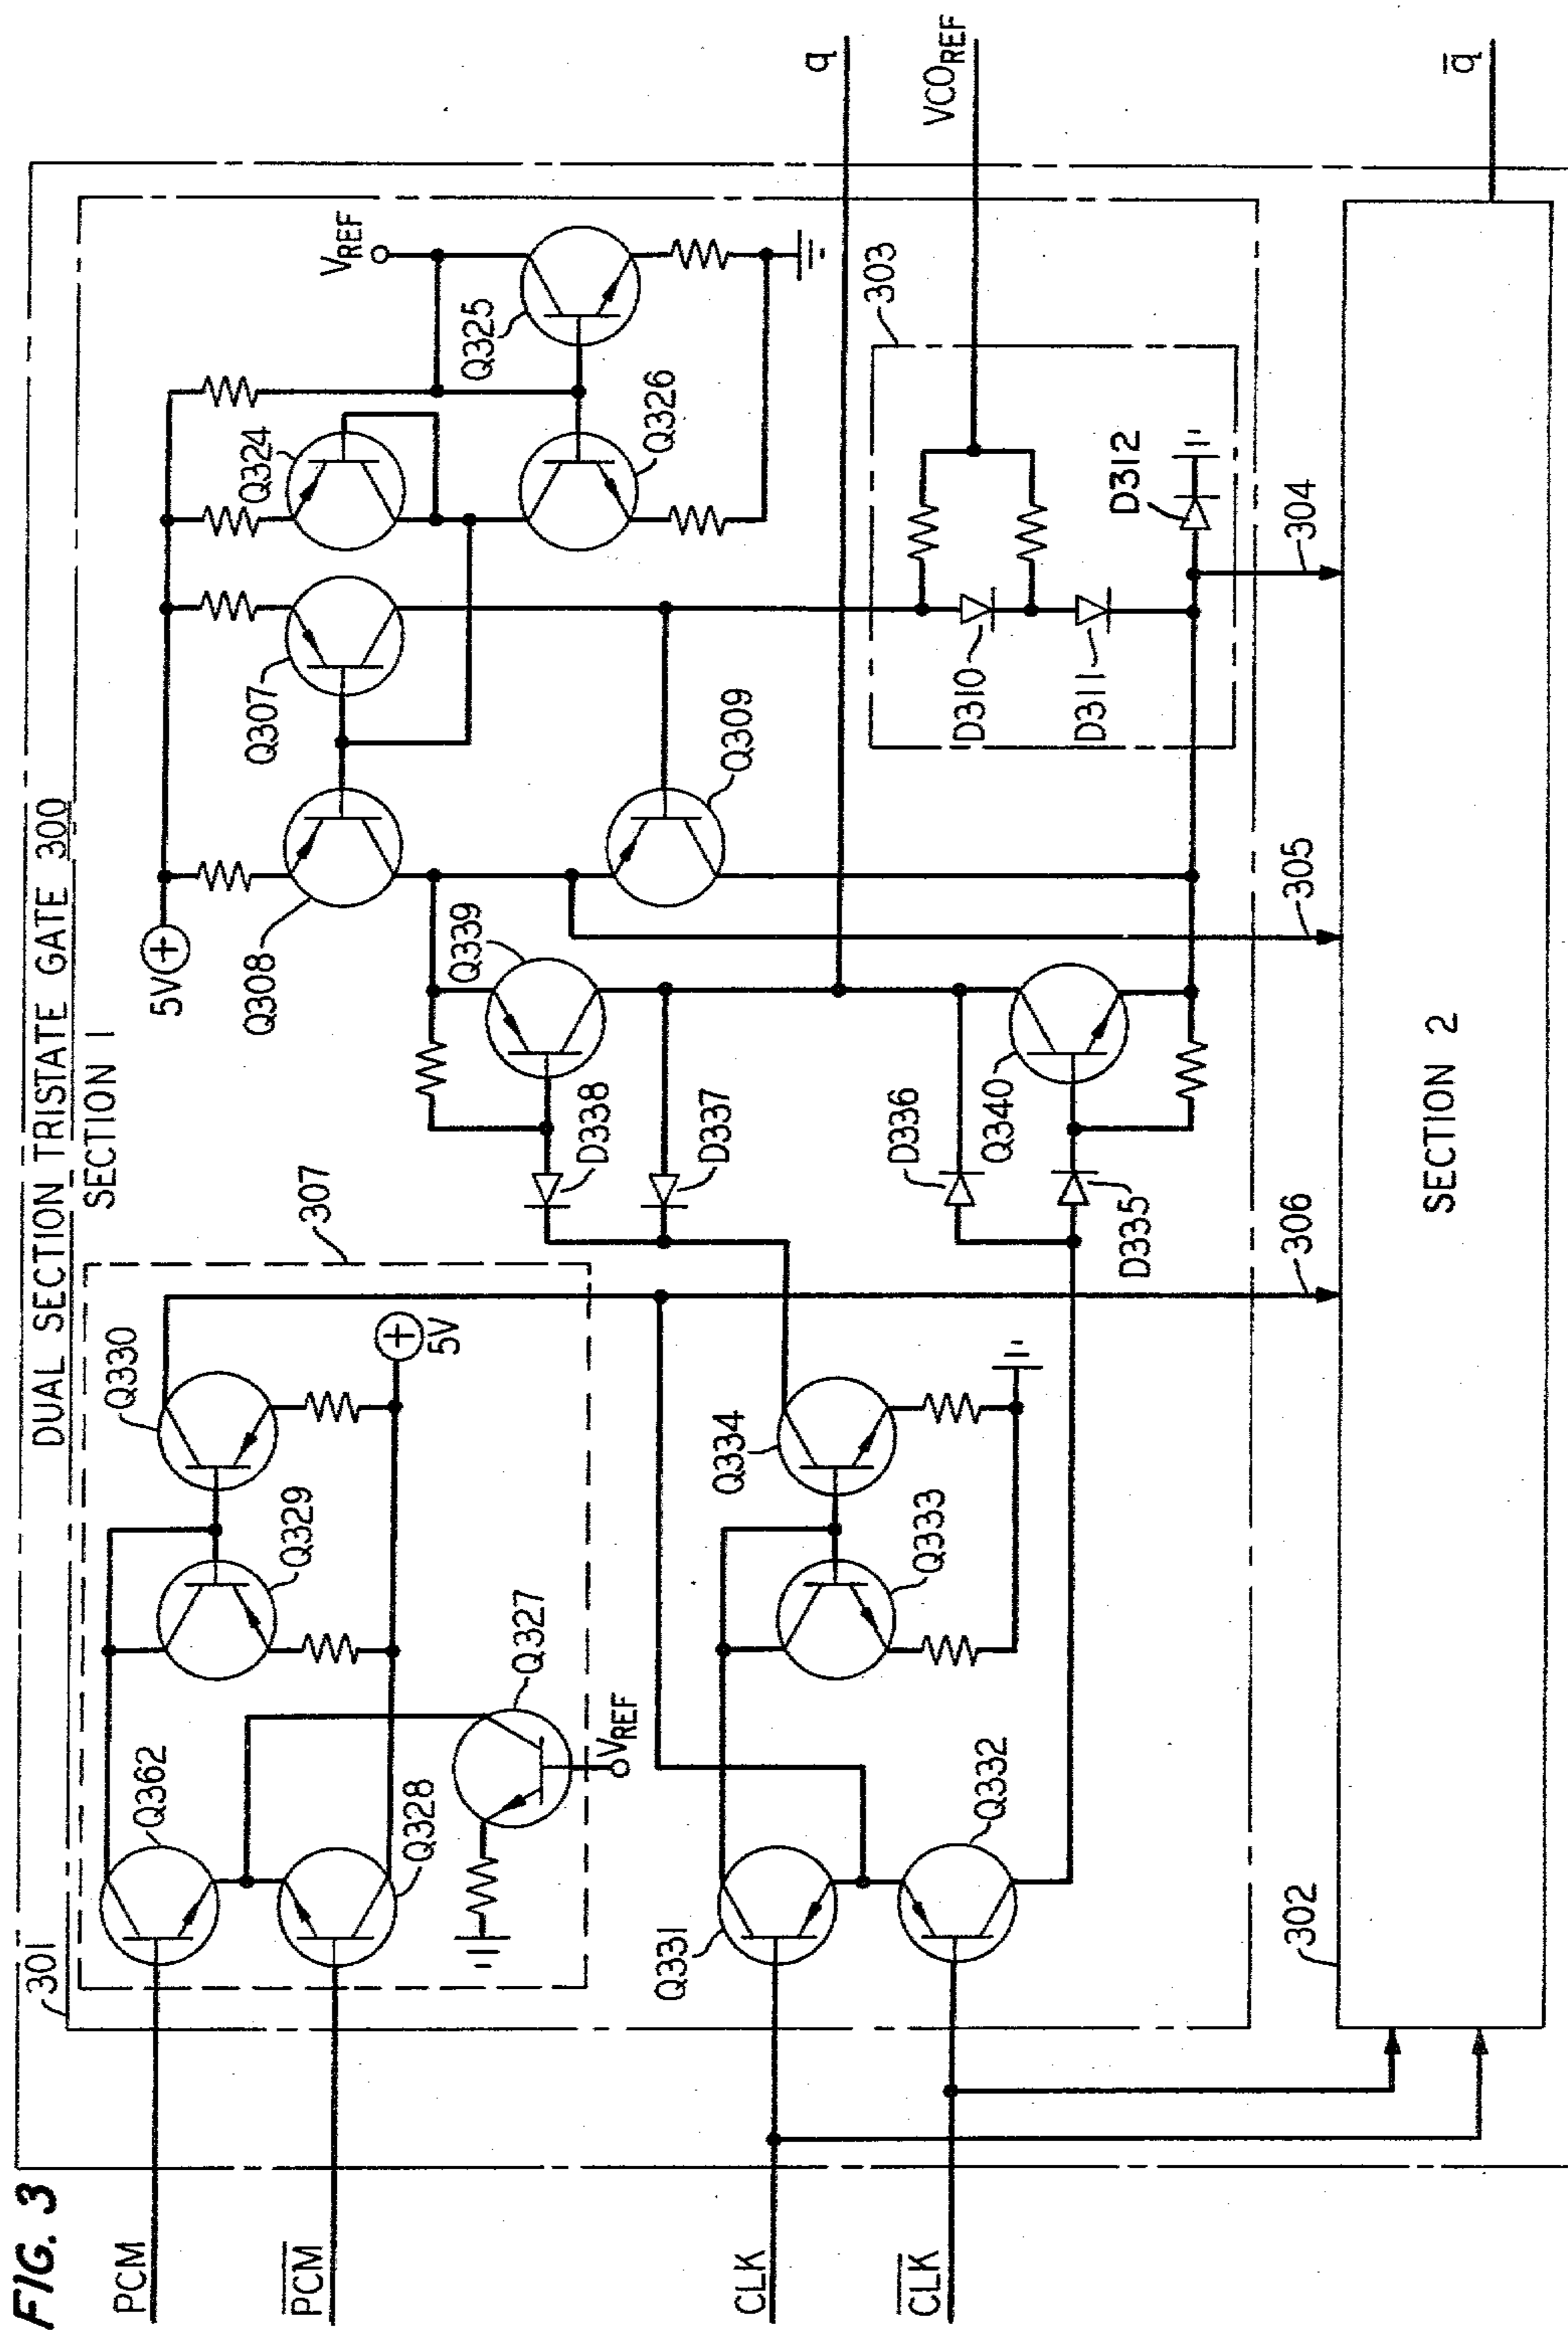 FIG. 3
DUAL SECTION TRISTATE GATE 300
SECTION 1
301
307
PCM
P̅C̅M̅
CLK
C̅L̅K̅
Q362
Q328
Q329
Q330
Q327
VREF
5V
Q331
Q332
Q333
Q334
D338
D337
D336
D335
Q339
Q340
5V
Q308
Q307
Q309
Q324
Q325
Q326
VREF
303
D310
D311
D312
q
VCOREF
q̅
304
305
306
302
SECTION 2